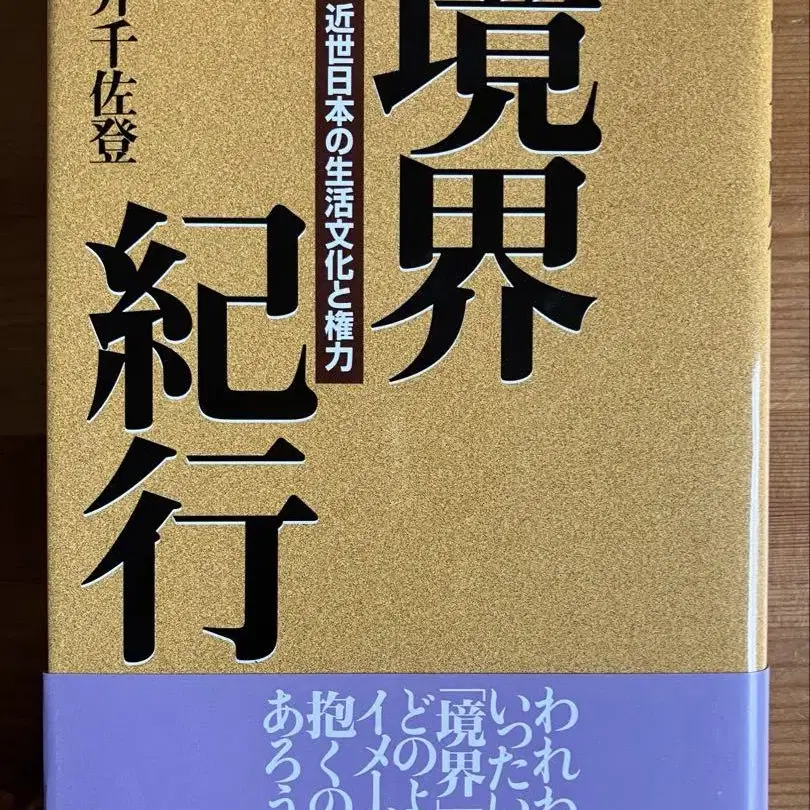 境界
近世日本の生活文化と権力
紀行
井千佐登
われわ
いったい
「境界」
どのよ
イメー
抱くの
あろう